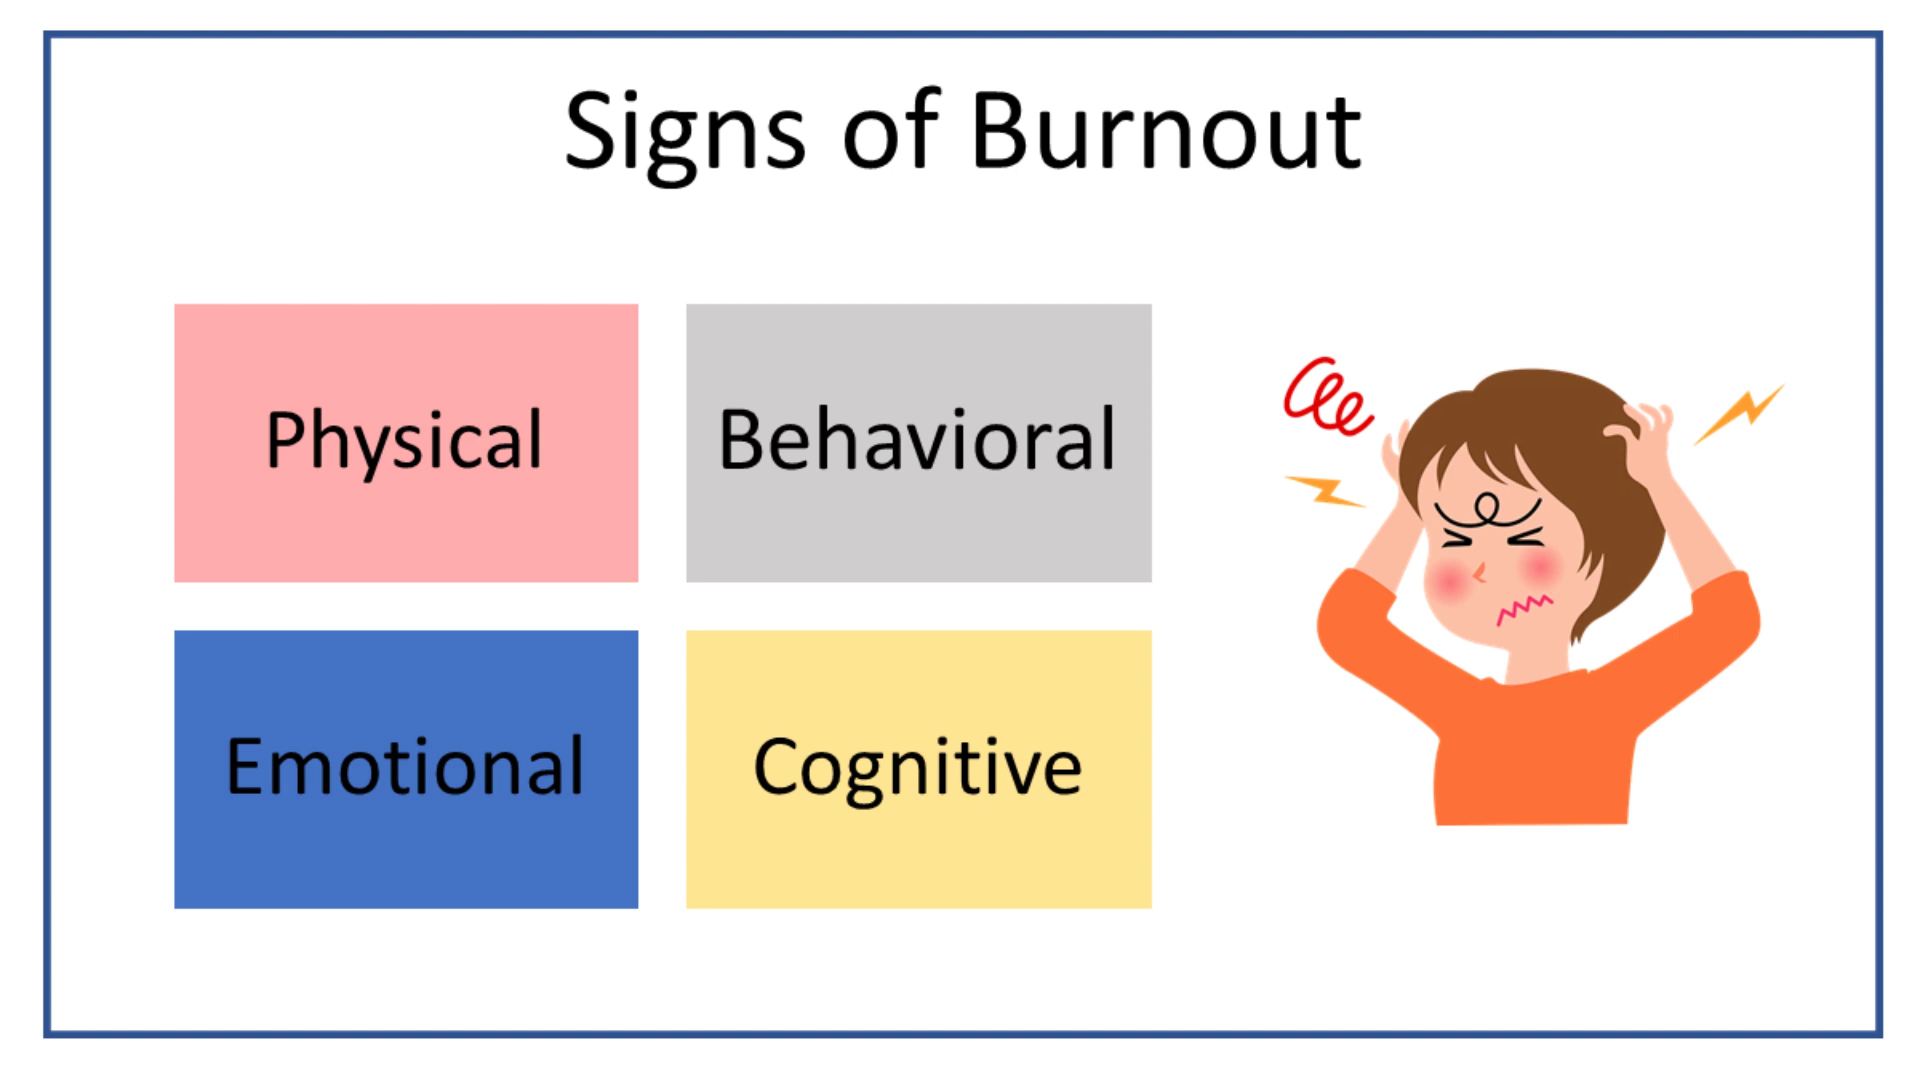 Signs of Burnout
Physical
Behavioral
Emotional
Cognitive